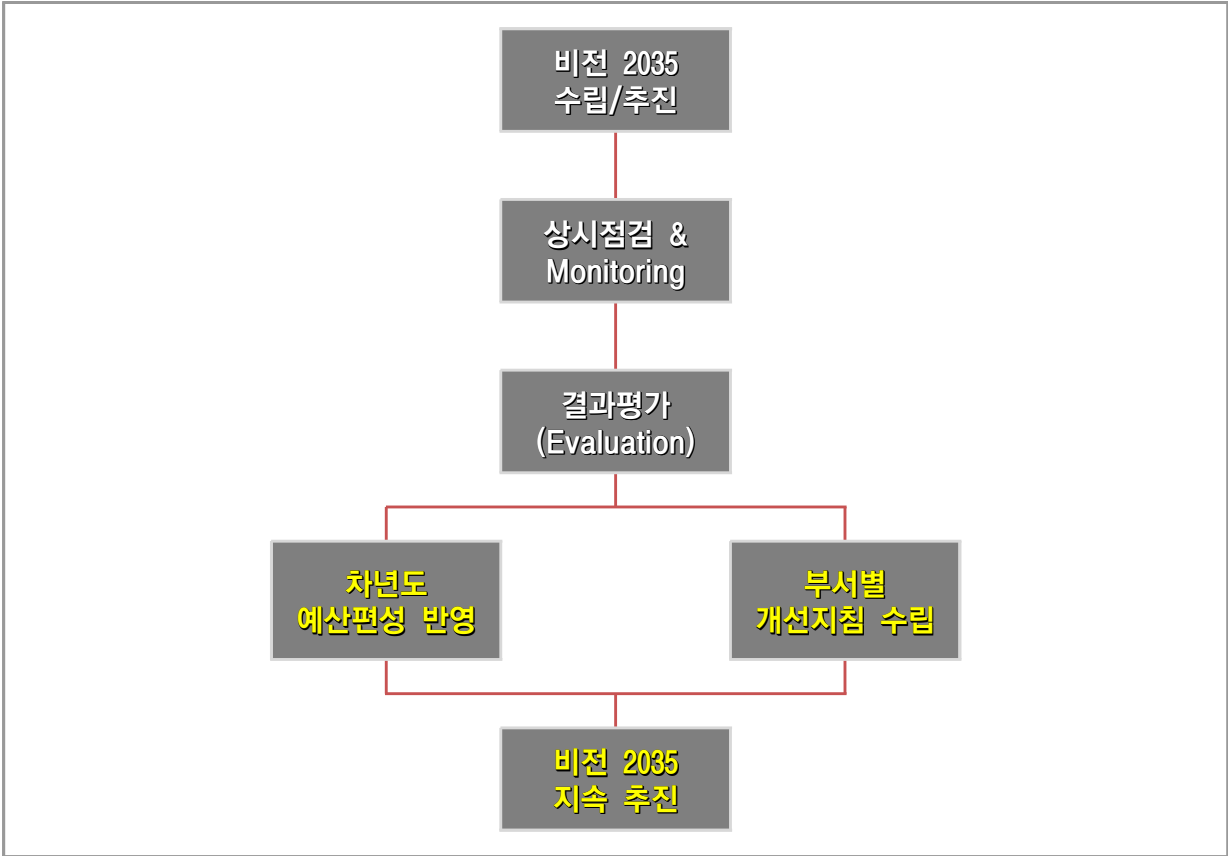 비전 2035
수립/추진
상시점검 &
Monitoring
결과평가
(Evaluation)
차년도
예산편성 반영
부서별
개선지침 수립
비전 2035
지속 추진